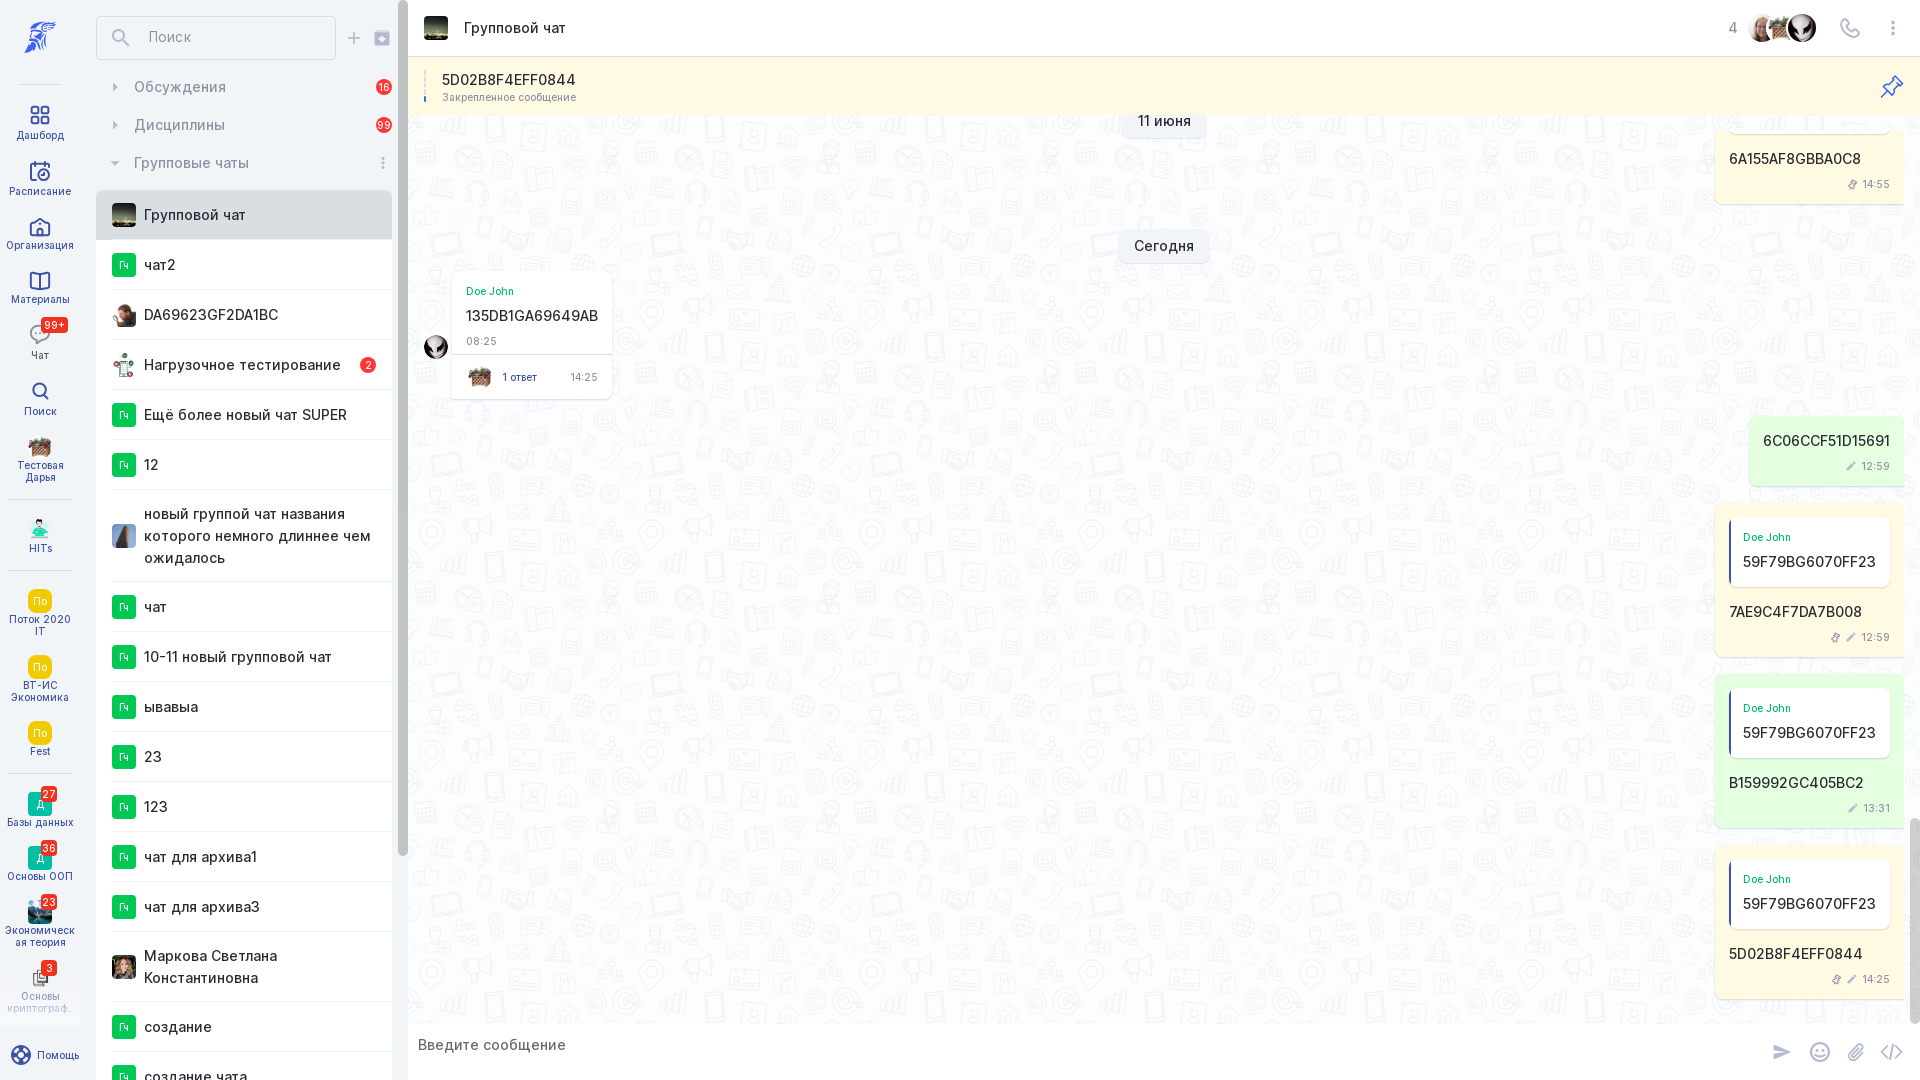 Дашборд
Расписание
Организация
Материалы
99+
Чат
Поиск
Тестовая
Дарья
HITs
По
Поток 2020
IT
По
ВТ-ИС
Экономика
По
Fest
27
Д
Базы данных
36
Д
Основы ООП
23
Экономическ
ая теория
3
Основы
криптограф...
Помощь
Поиск
Обсуждения
16
Дисциплины
99
Групповые чаты
Групповой чат
Гч
чат2
DA69623GF2DA1BC
Нагрузочное тестирование
2
Гч
Ещё более новый чат SUPER
Гч
12
новый группой чат названия
которого немного длиннее чем
ожидалось
Гч
чат
Гч
10-11 новый групповой чат
Гч
ывавыа
Гч
23
Гч
123
Гч
чат для архива1
Гч
чат для архива3
Маркова Светлана
Константиновна
Гч
создание
Гч
создание чата
Групповой чат
4
5D02B8F4EFF0844
Закрепленное сообщение
11 июня
6A155AF8GBBA0C8
14:55
Сегодня
Doe John
135DB1GA69649AB
08:25
1 ответ
14:25
6C06CCF51D15691
12:59
Doe John
59F79BG6070FF23
7AE9C4F7DA7B008
12:59
Doe John
59F79BG6070FF23
B159992GC405BC2
13:31
Doe John
59F79BG6070FF23
5D02B8F4EFF0844
14:25
Введите сообщение